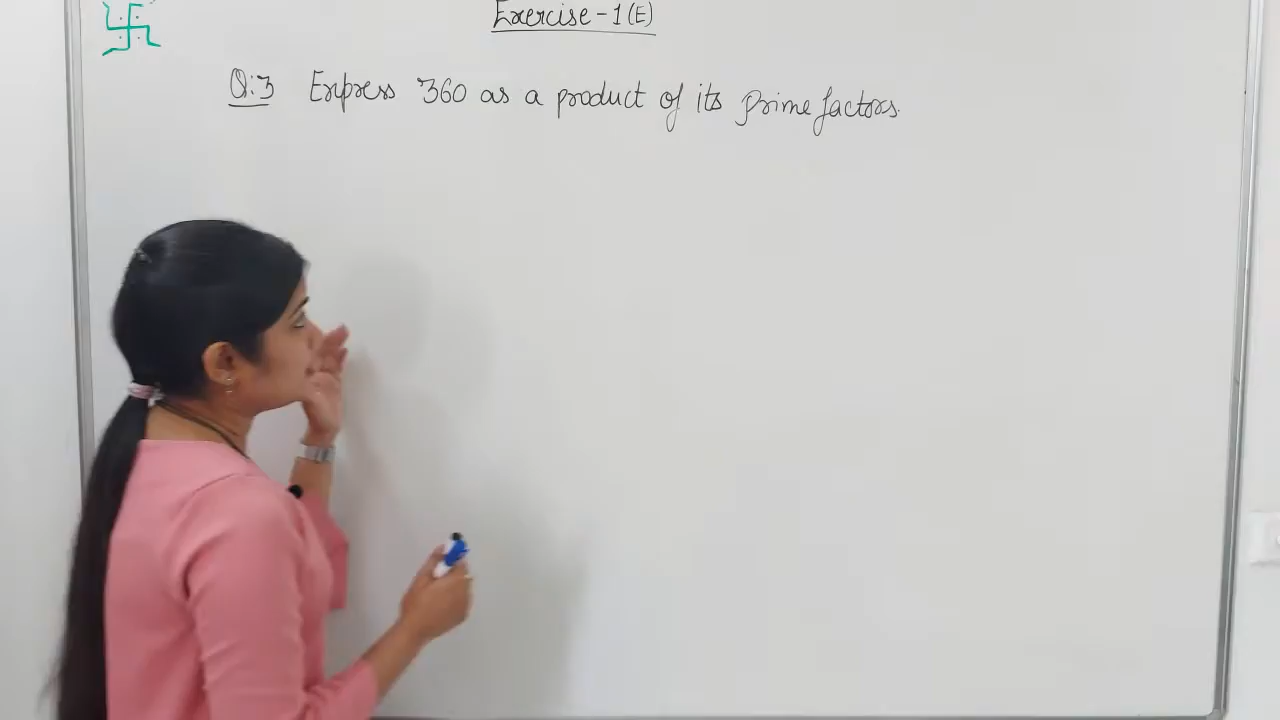 Exercise - 1(E)
Q:3 Express 360 as a product of its prime factors.